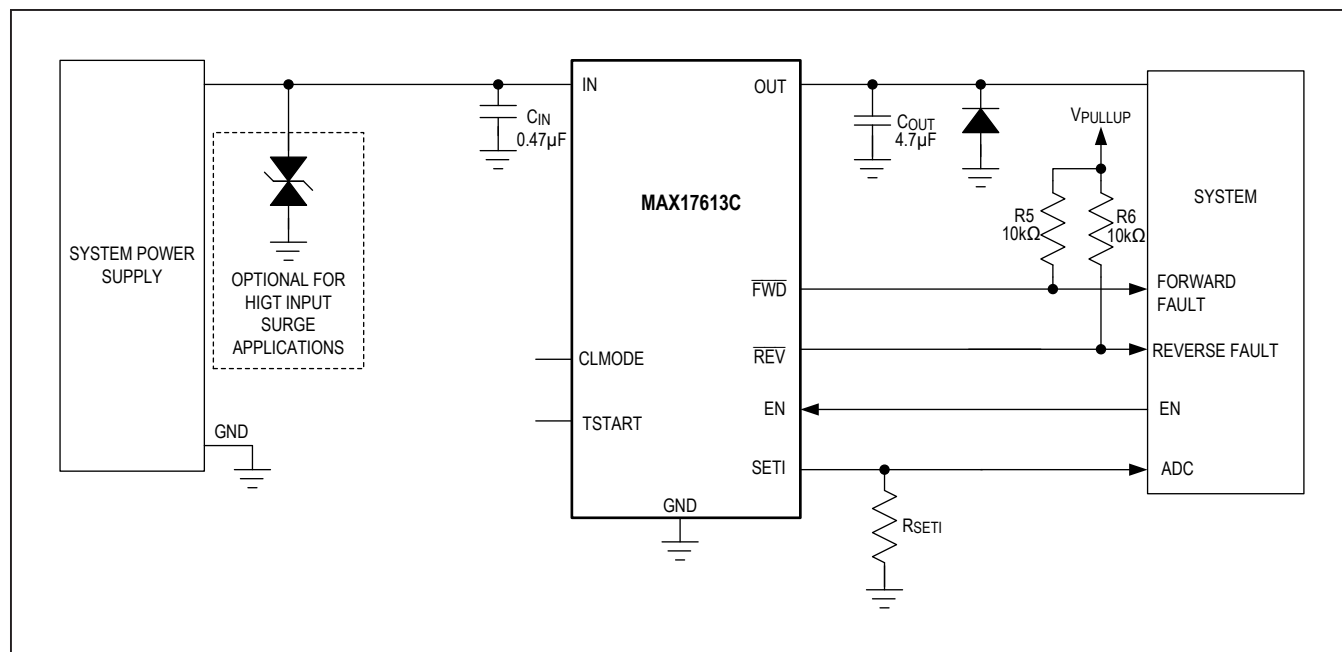 SYSTEM POWER
SUPPLY
GND
OPTIONAL FOR
HIGT INPUT
SURGE
APPLICATIONS
CIN
0.47µF
IN
OUT
MAX17613C
CLMODE
TSTART
GND
FWD
REV
EN
SETI
COUT
4.7µF
VPULLUP
R5
10kΩ
R6
10kΩ
RSETI
SYSTEM
FORWARD
FAULT
REVERSE FAULT
EN
ADC